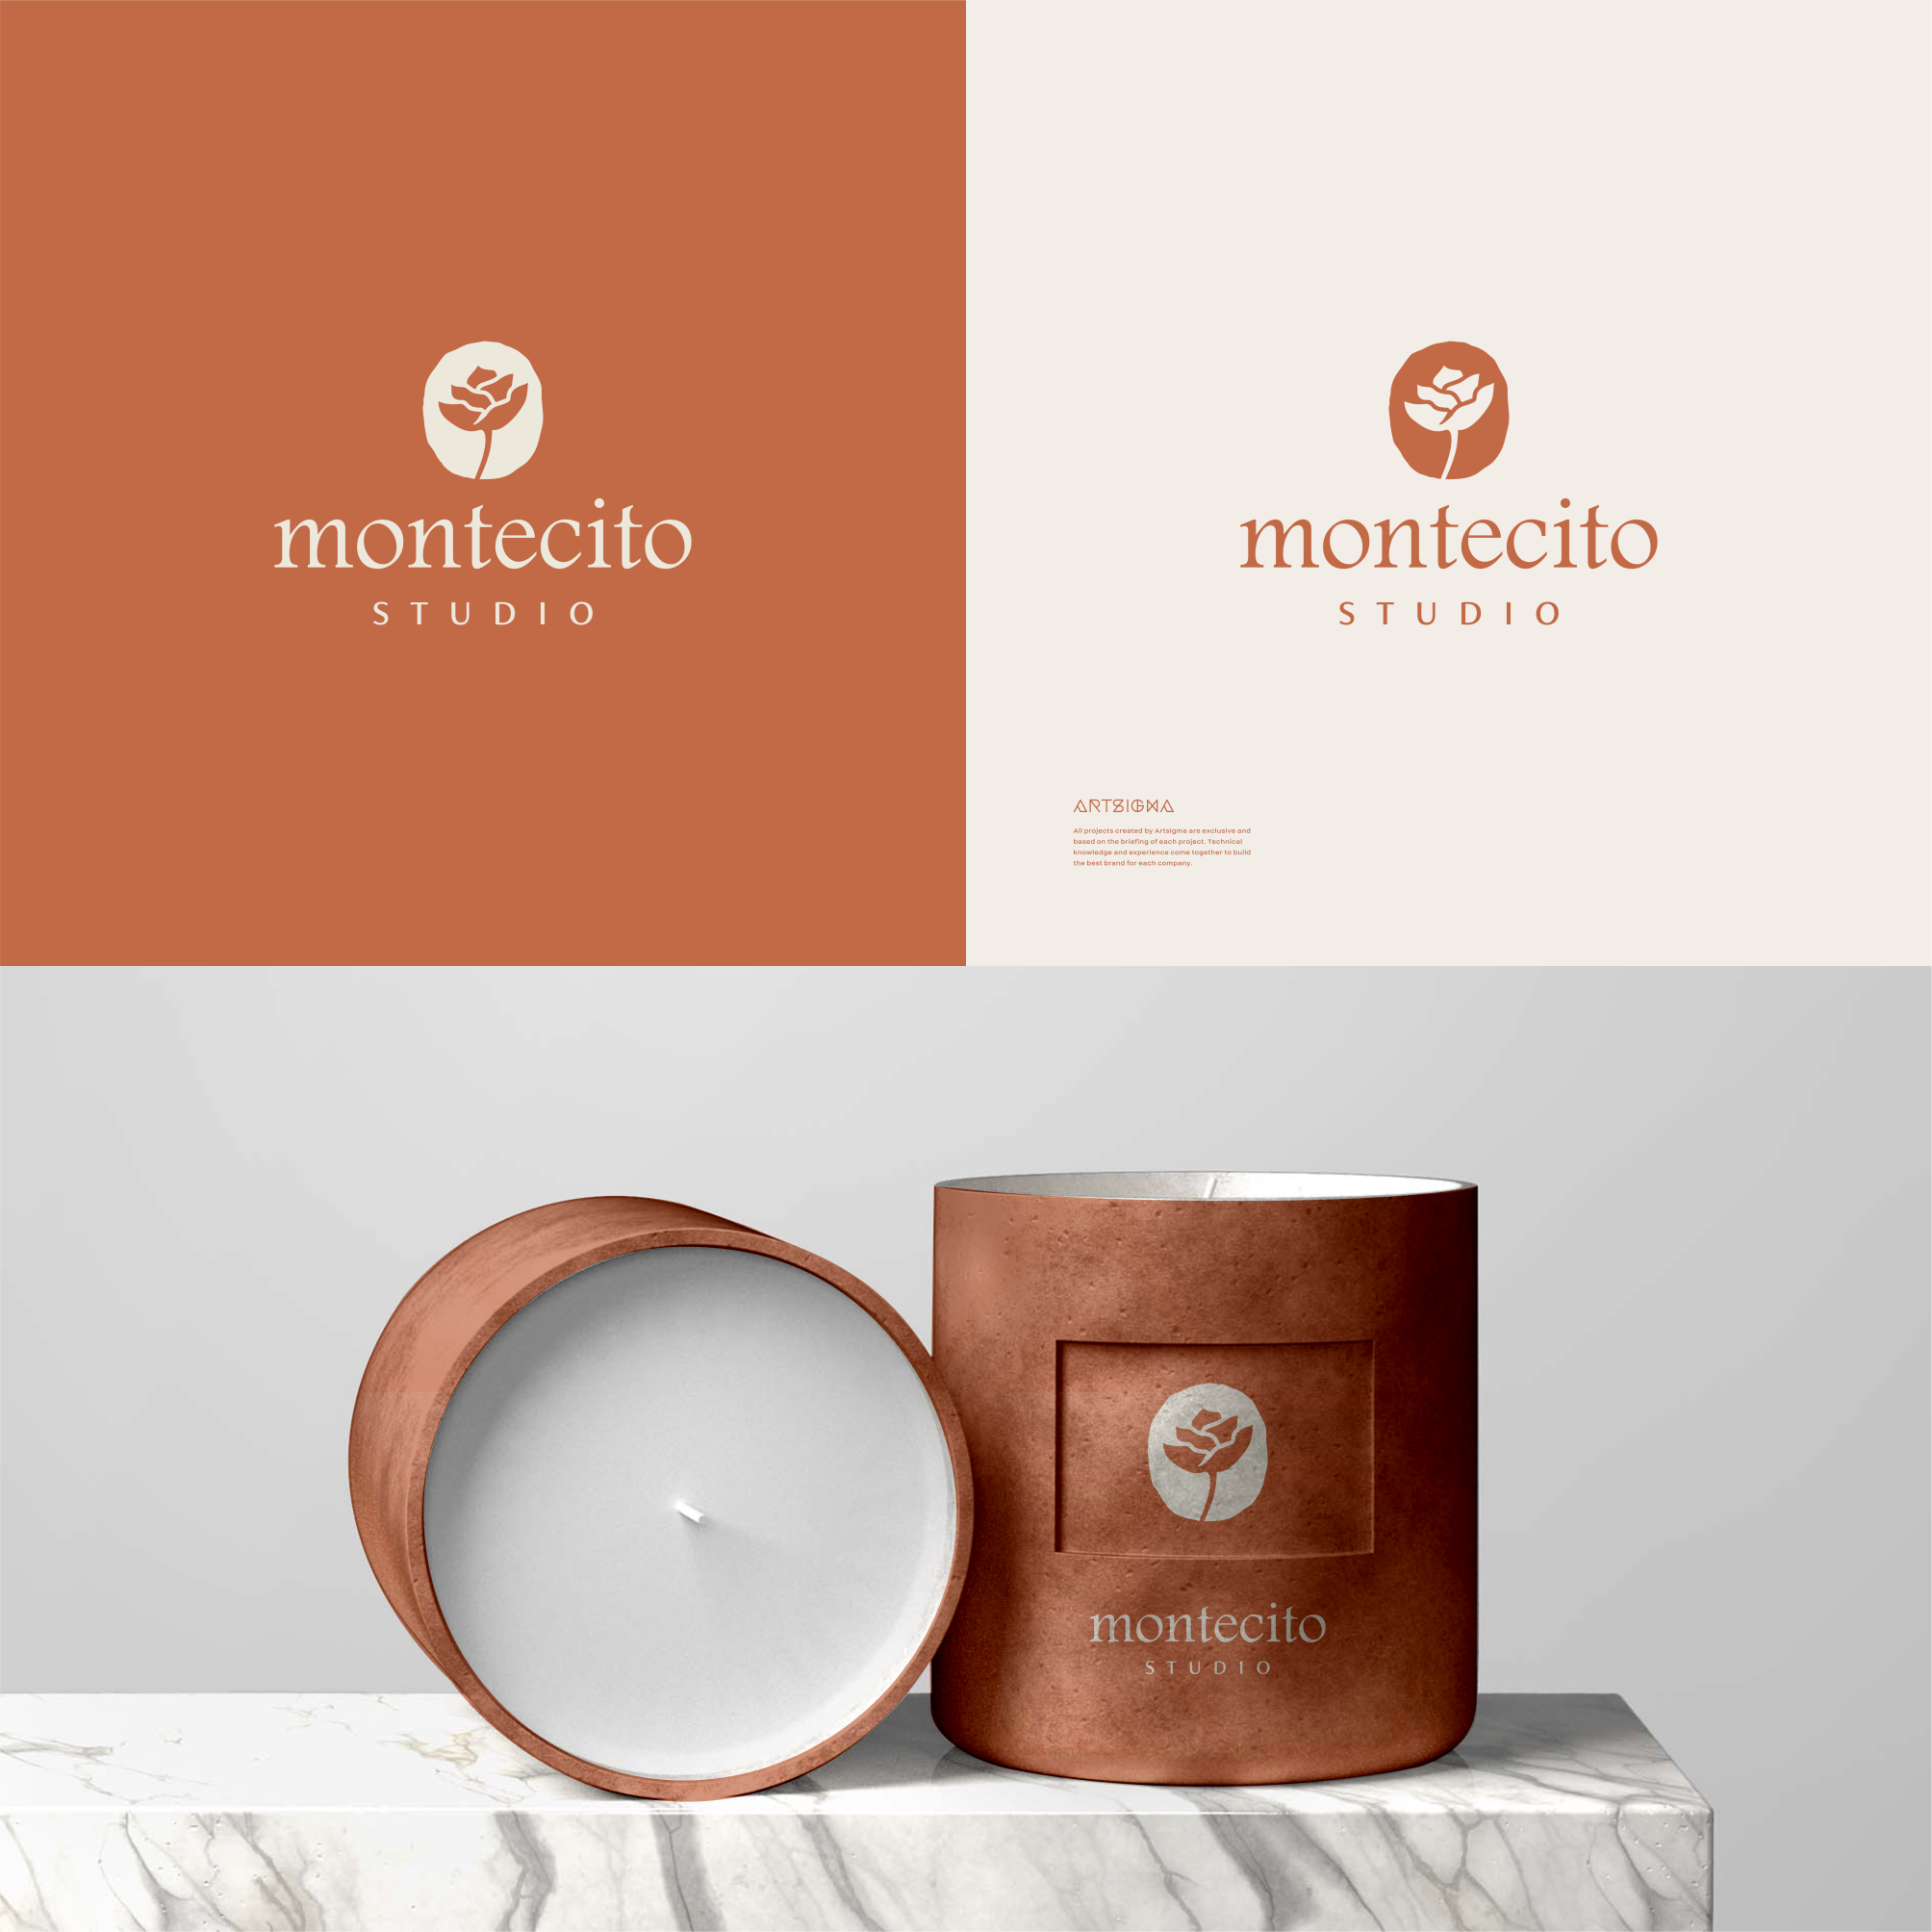 montecito
STUDIO
montecito
STUDIO
ARTSIGMA
All projects created by Artsigma are exclusive and
based on the briefing of each project. Technical
knowledge and experience come together to build
the best brand for each company.
montecito
STUDIO